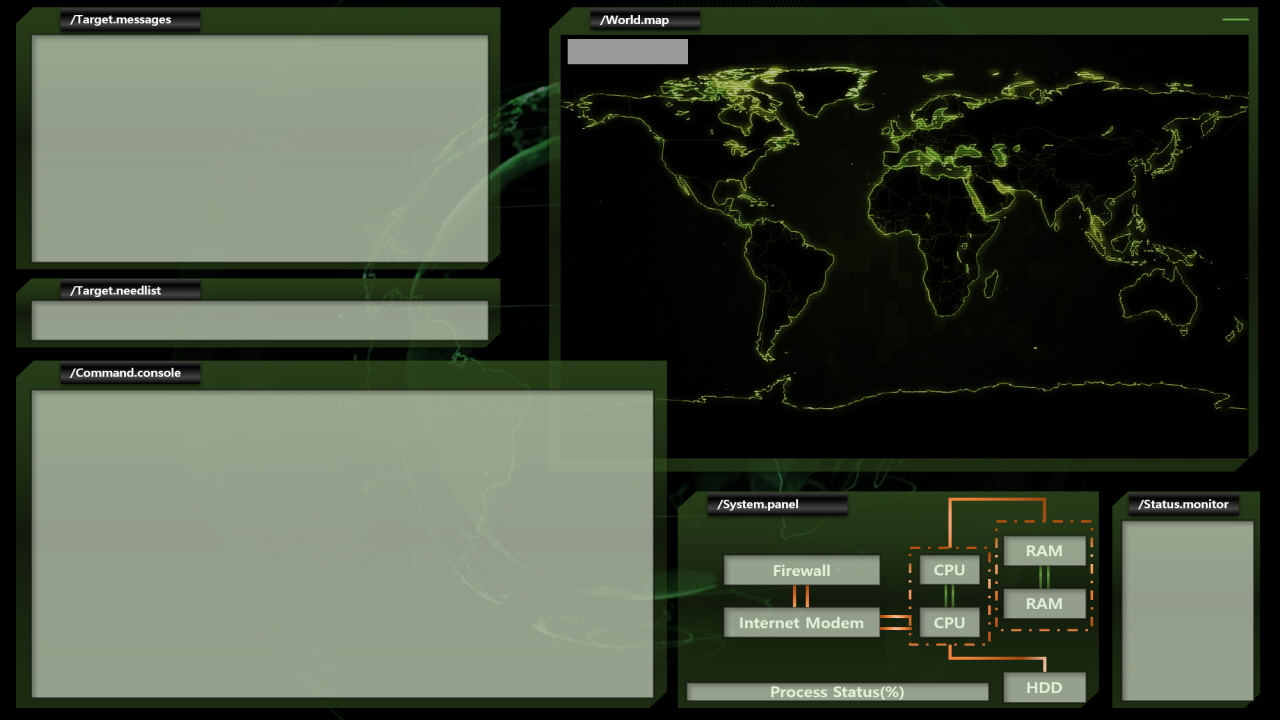 /Target.messages
/World.map
/Target.needlist
/Command.console
/System.panel
/Status.monitor
Firewall
Internet Modem
CPU
CPU
RAM
RAM
HDD
Process Status(%)